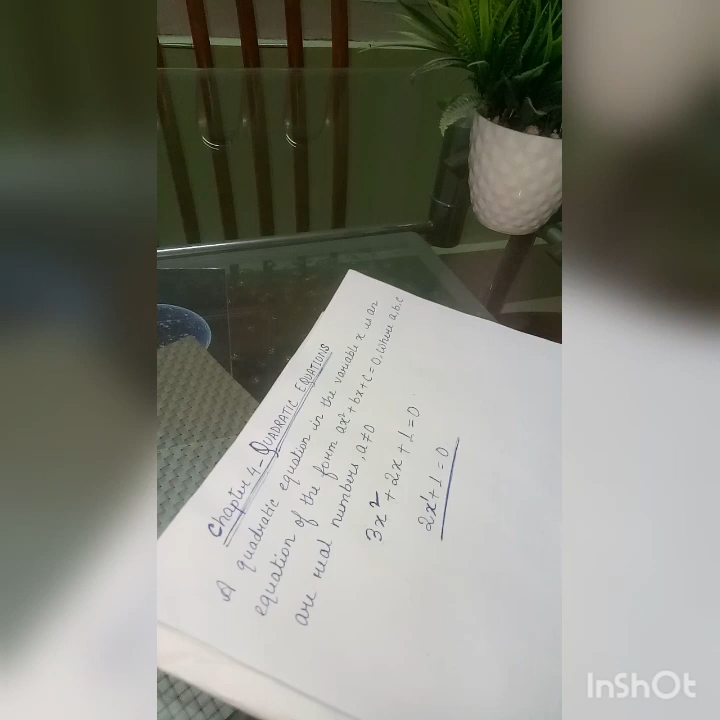 Chapter 4 - QUADRATIC EQUATIONS
A quadratic equation in the variable x is an
equation of the form ax² + bx + c = 0, where a, b, c
are real numbers, a ≠ 0
3x² + 2x + 1 = 0
2x¹ + 1 = 0
InShOt